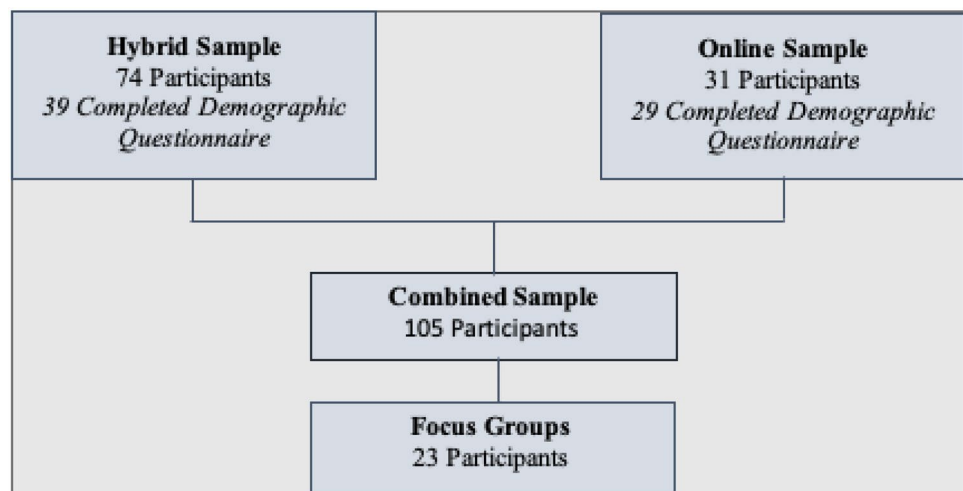 Hybrid Sample
74 Participants
39 Completed Demographic
Questionnaire
Online Sample
31 Participants
29 Completed Demographic
Questionnaire
Combined Sample
105 Participants
Focus Groups
23 Participants